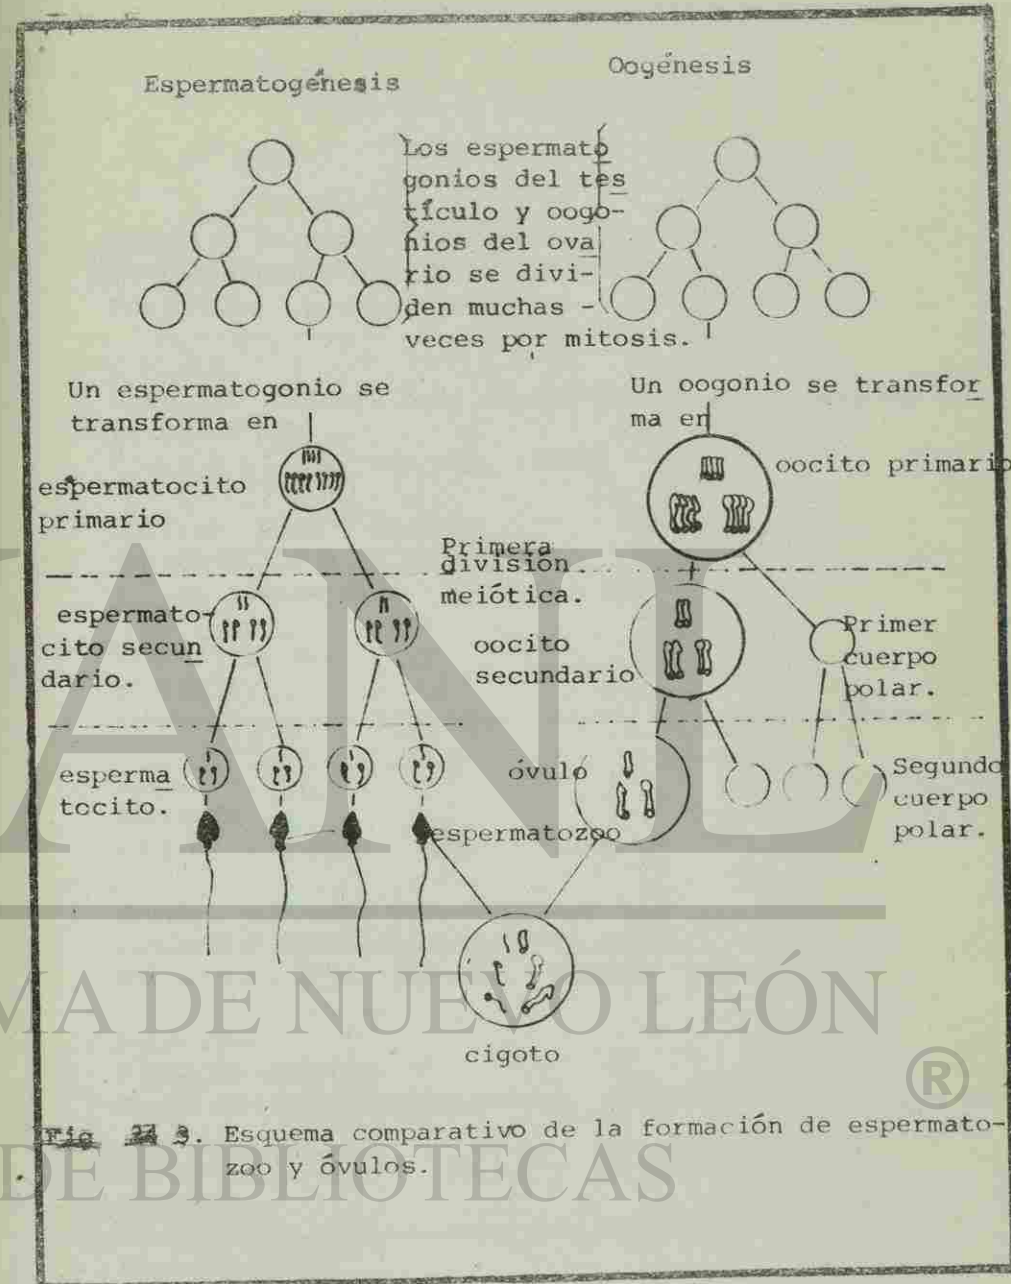 Espermatogénesis
Oogénesis
Los espermato
gonios del tes
tículo y oogo-
nios del ova
rio se divi-
den muchas -
veces por mitosis.
Un espermatogonio se
transforma en
Un oogonio se transfor
ma en
espermatocito
primario
oocito primario
Primera
división
meiótica.
espermato-
cito secun
dario.
oocito
secundario
Primer
cuerpo
polar.
esperma
tocito.
óvulo
Segundo
cuerpo
polar.
espermatozoo
cigoto
ANL
MA DE NUEVO LEÓN
®
Fig 3. Esquema comparativo de la formación de espermato-
zoo y óvulos.
DE BIBLIOTECAS